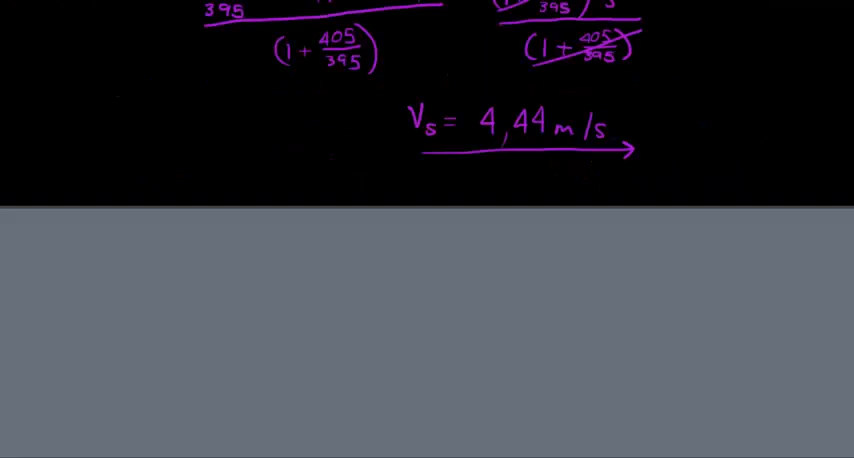 395
395
(1 + 405/395)
(1 + 405/395)
Vs = 4,44 m/s